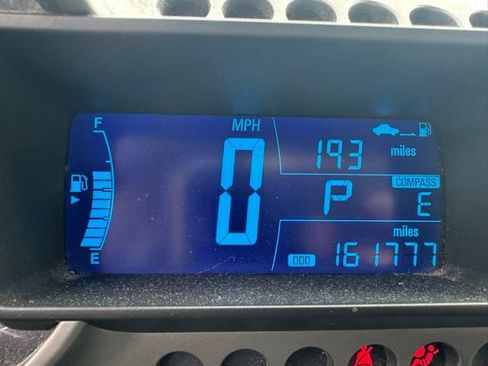 F
MPH
193
miles
0
P
COMPASS
E
E
miles
ODO
161777